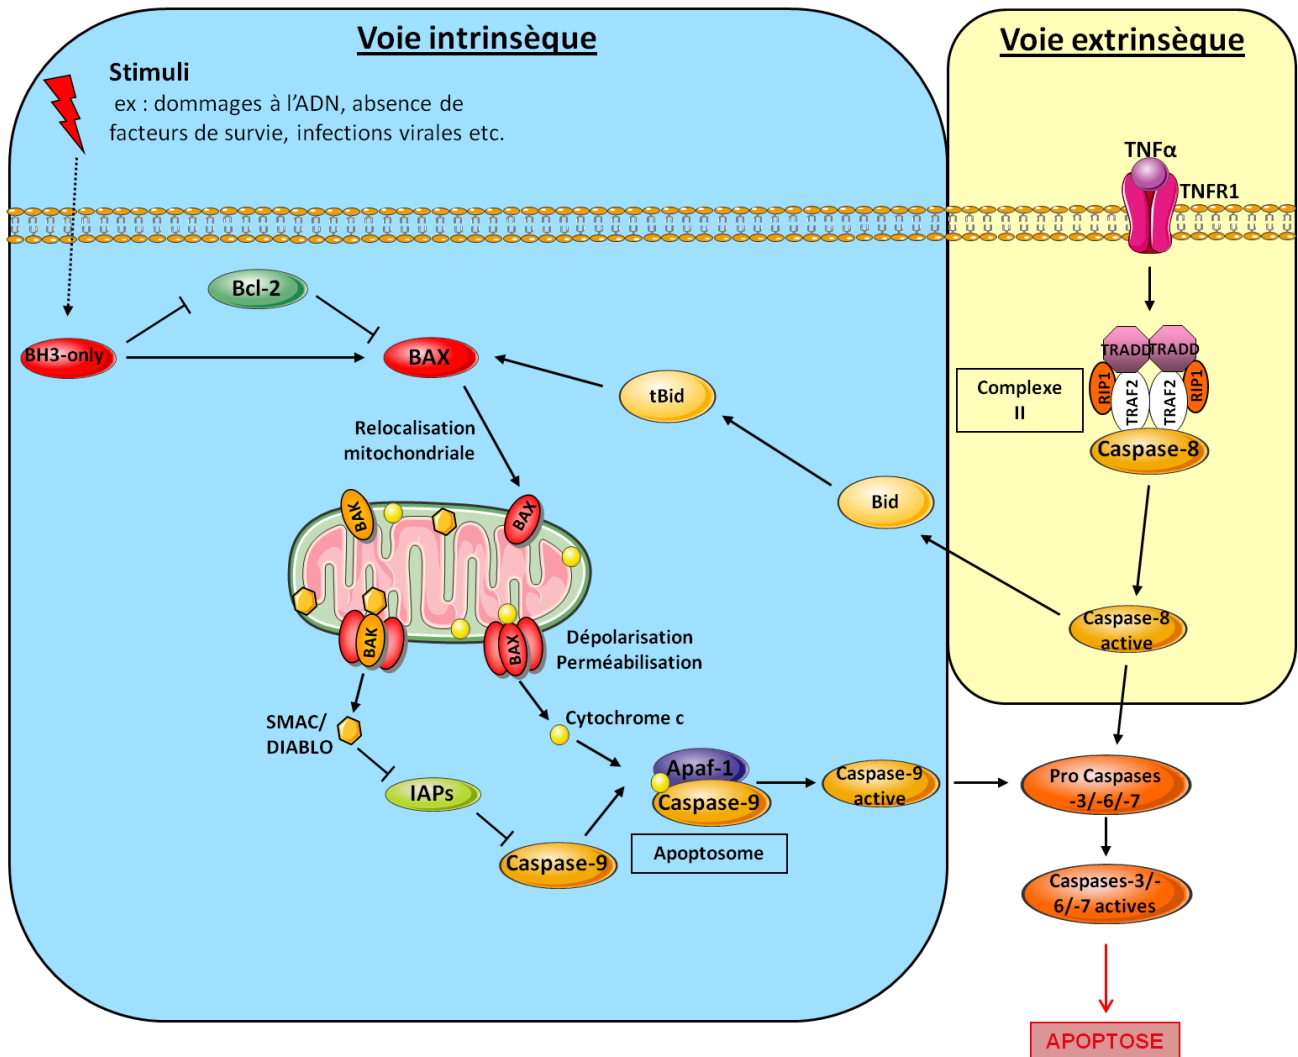 Voie intrinsèque
Stimuli
ex : dommages à l'ADN, absence de
facteurs de survie, infections virales etc.
Bcl-2
BH3-only
BAX
tBid
Relocalisation
mitochondriale
Bid
BAK
BAX
BAK
BAX
Dépolarisation
Perméabilisation
SMAC/
DIABLO
Cytochrome c
IAPs
Apaf-1
Caspase-9
Caspase-9
Apoptosome
Caspase-9
active
Voie extrinsèque
TNFα
TNFR1
TRADD
TRADD
RIP1
TRAF2
TRAF2
RIP1
Complexe
II
Caspase-8
Caspase-8
active
Pro Caspases
-3/-6/-7
Caspases-3/-
6/-7 actives
APOPTOSE